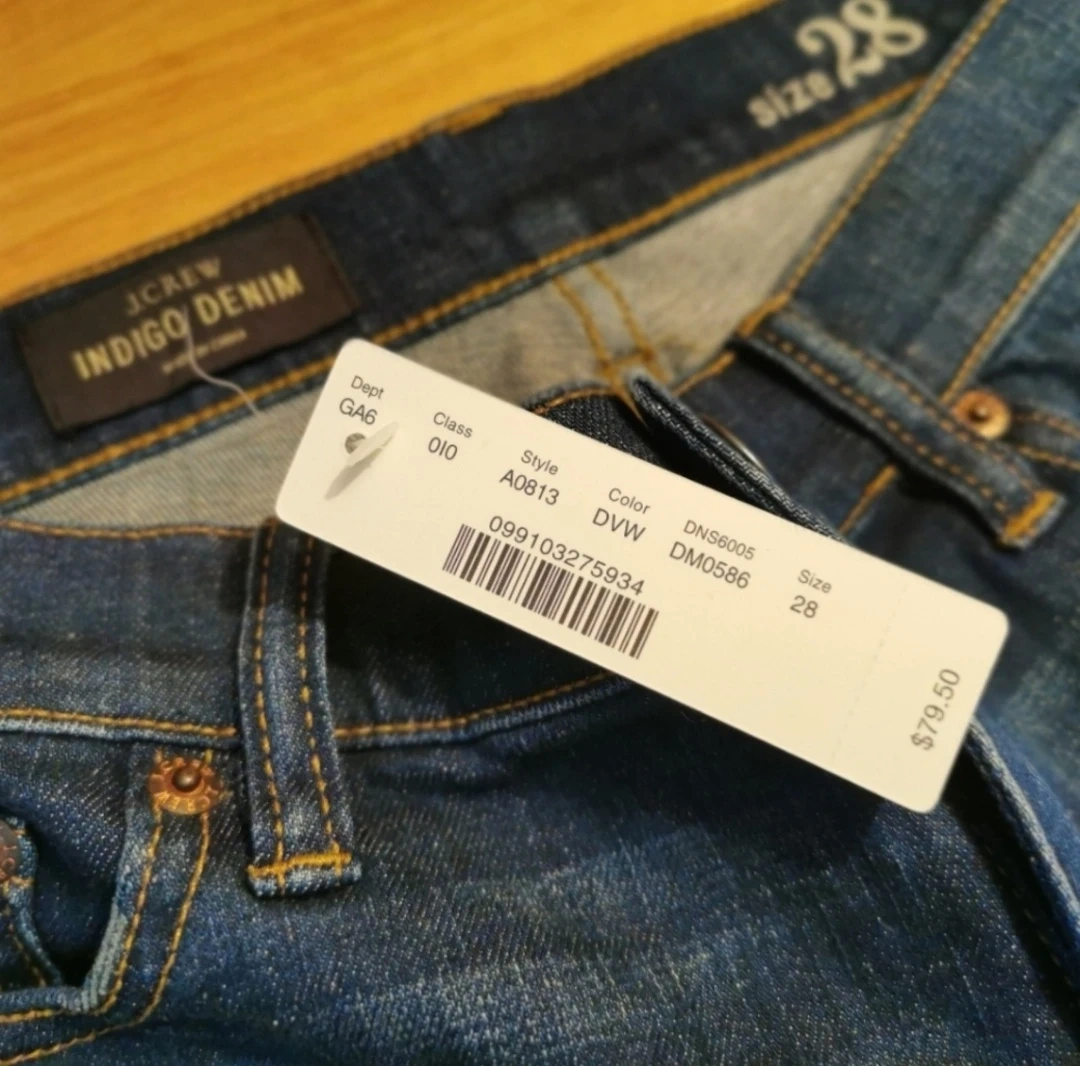 size 28
J.CREW
INDIGO DENIM
Dept
GA6
Class
0I0
Style
A0813
Color
DVW
DNS6005
DM0586
Size
28
099103275934
$79.50